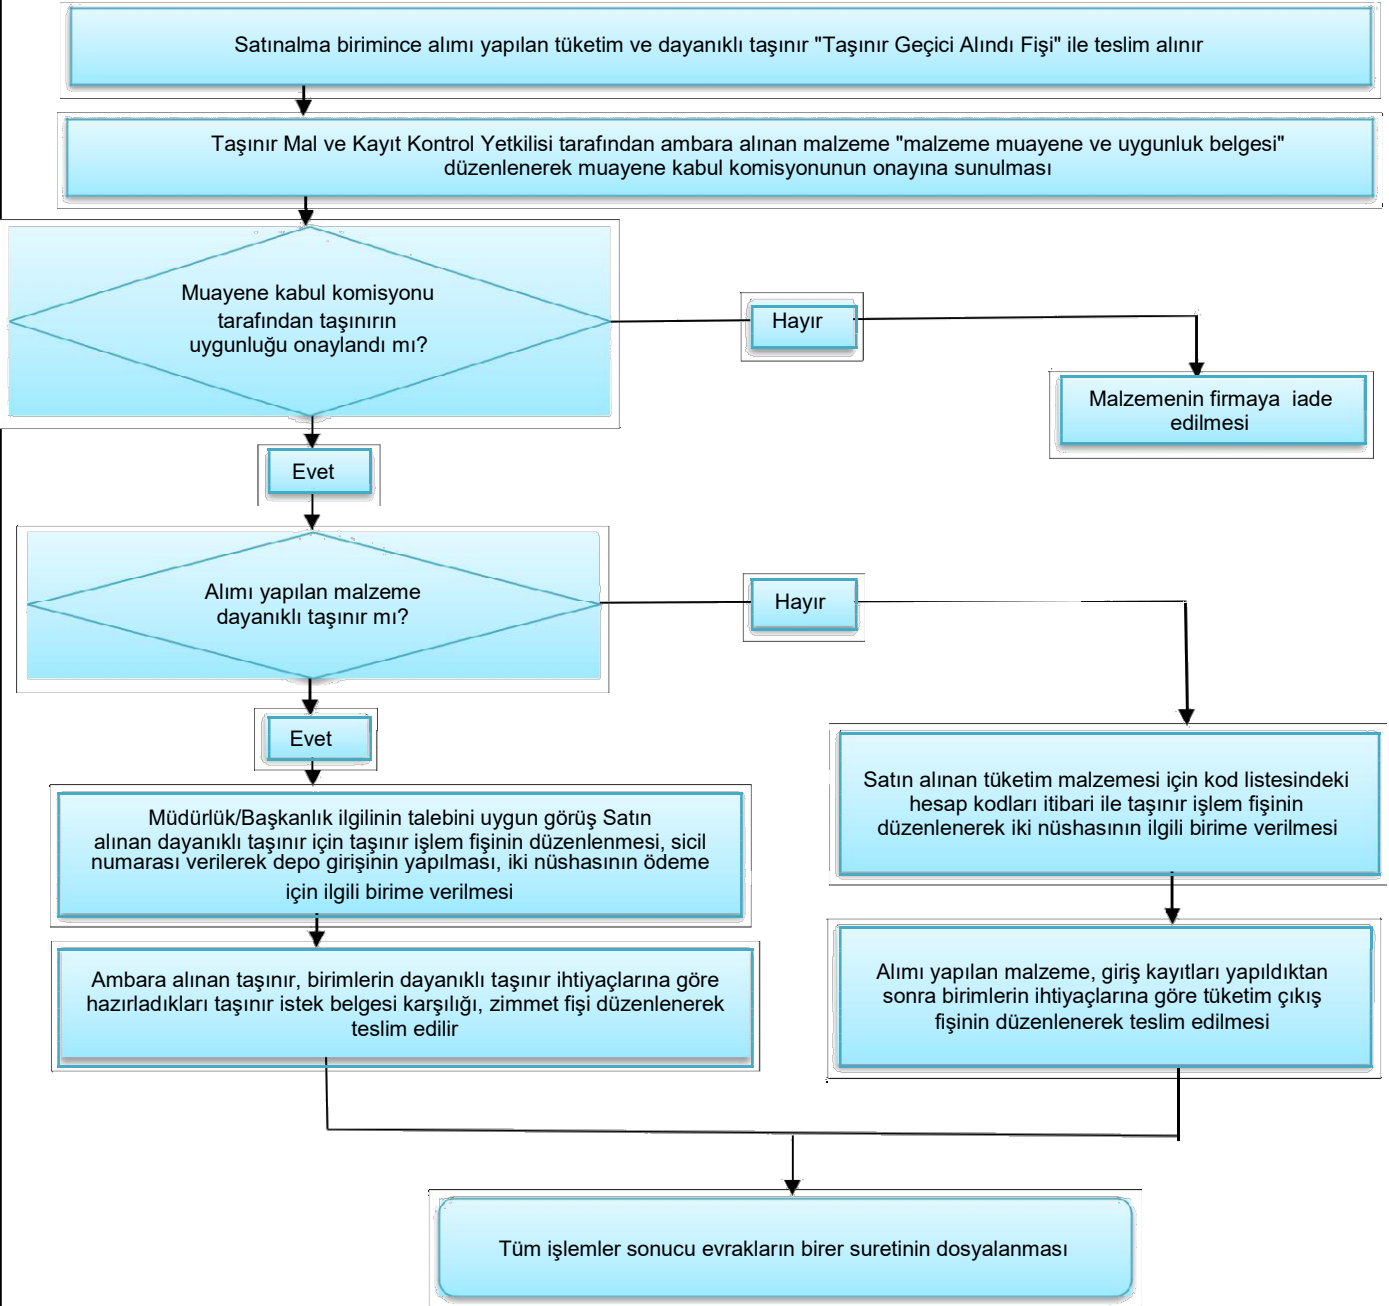 Satınalma birimince alımı yapılan tüketim ve dayanıklı taşınır "Taşınır Geçici Alındı Fişi" ile teslim alınır
Taşınır Mal ve Kayıt Kontrol Yetkilisi tarafından ambara alınan malzeme "malzeme muayene ve uygunluk belgesi"
düzenlenerek muayene kabul komisyonunun onayına sunulması
Muayene kabul komisyonu
tarafından taşınırın
uygunluğu onaylandı mı?
Hayır
Malzemenin firmaya iade
edilmesi
Evet
Alımı yapılan malzeme
dayanıklı taşınır mı?
Hayır
Evet
Müdürlük/Başkanlık ilgilinin talebini uygun görüş Satın
alınan dayanıklı taşınır için taşınır işlem fişinin düzenlenmesi, sicil
numarası verilerek depo girişinin yapılması, iki nüshasının ödeme
için ilgili birime verilmesi
Satın alınan tüketim malzemesi için kod listesindeki
hesap kodları itibari ile taşınır işlem fişinin
düzenlenerek iki nüshasının ilgili birime verilmesi
Ambara alınan taşınır, birimlerin dayanıklı taşınır ihtiyaçlarına göre
hazırladıkları taşınır istek belgesi karşılığı, zimmet fişi düzenlenerek
teslim edilir
Alımı yapılan malzeme, giriş kayıtları yapıldıktan
sonra birimlerin ihtiyaçlarına göre tüketim çıkış
fişinin düzenlenerek teslim edilmesi
Tüm işlemler sonucu evrakların birer suretinin dosyalanması